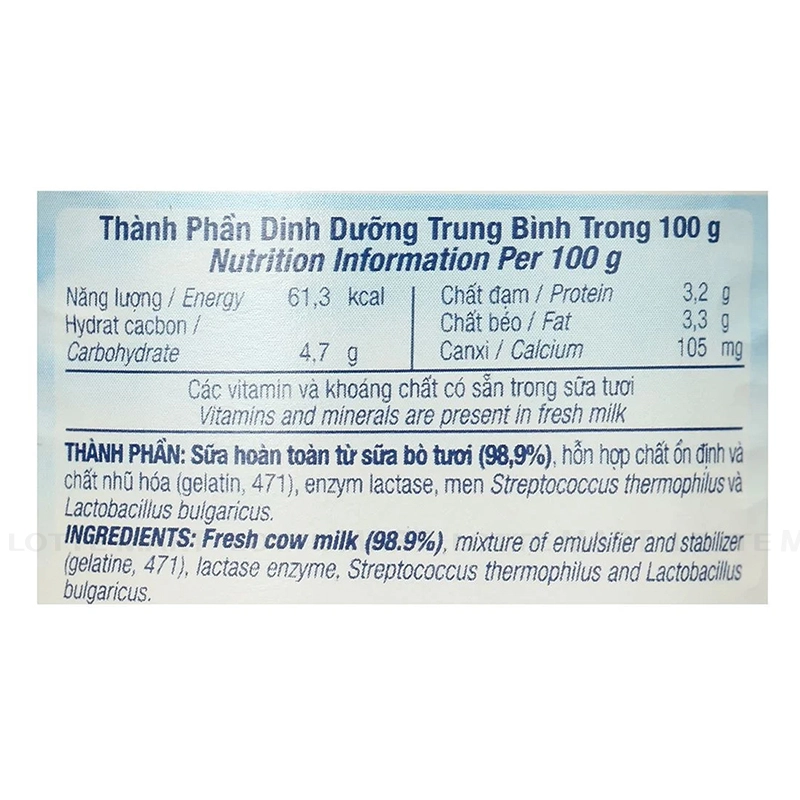 Thành Phần Dinh Dưỡng Trung Bình Trong 100 g
Nutrition Information Per 100 g
Năng lượng / Energy 61,3 kcal
Hydrat cacbon /
Carbohydrate 4,7 g
Chất đạm / Protein 3,2 g
Chất béo / Fat 3,3 g
Canxi / Calcium 105 mg
Các vitamin và khoáng chất có sẵn trong sữa tươi
Vitamins and minerals are present in fresh milk
THÀNH PHẦN: Sữa hoàn toàn từ sữa bò tươi (98,9%), hỗn hợp chất ổn định và
chất nhũ hóa (gelatin, 471), enzym lactase, men Streptococcus thermophilus và
Lactobacillus bulgaricus.
INGREDIENTS: Fresh cow milk (98.9%), mixture of emulsifier and stabilizer
(gelatine, 471), lactase enzyme, Streptococcus thermophilus and Lactobacillus
bulgaricus.